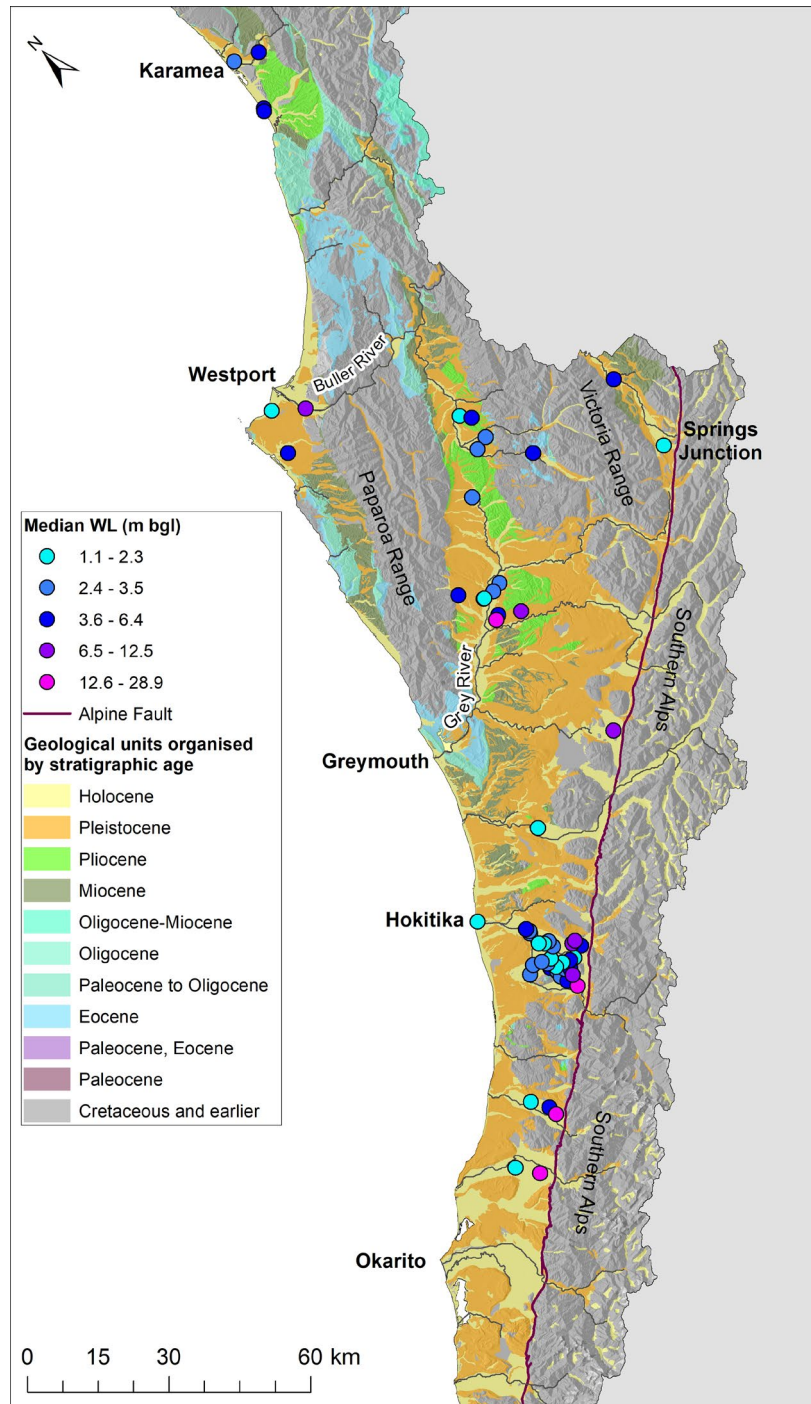 N
Karamea
Westport
Buller River
Paparoa Range
Victoria Range
Springs
Junction
Median WL (m bgl)
1.1 - 2.3
2.4 - 3.5
3.6 - 6.4
6.5 - 12.5
12.6 - 28.9
Alpine Fault
Geological units organised
by stratigraphic age
Holocene
Pleistocene
Pliocene
Miocene
Oligocene-Miocene
Oligocene
Paleocene to Oligocene
Eocene
Paleocene, Eocene
Paleocene
Cretaceous and earlier
Grey River
Southern Alps
Greymouth
Hokitika
Southern Alps
Okarito
0 15 30 60 km